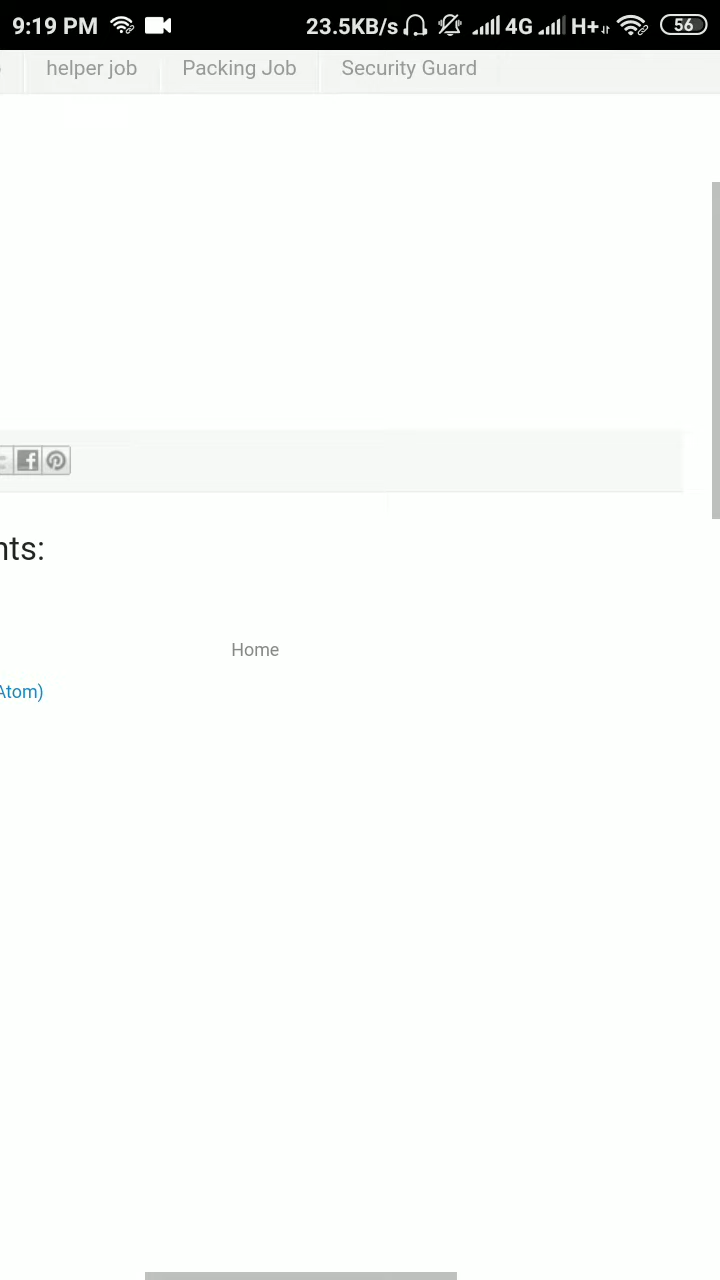 9:19 PM 23.5KB/s 4G H+ 56
helper job Packing Job Security Guard
nts:
Home
Atom)